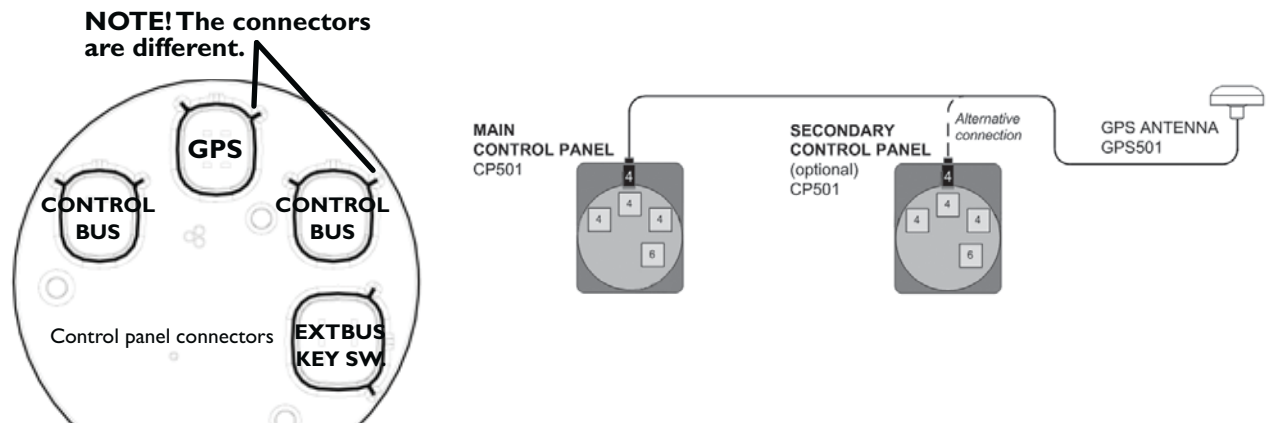 NOTE! The connectors
are different.
GPS
CONTROL
BUS
CONTROL
BUS
Control panel connectors
EXTBUS
KEY SW.
MAIN
CONTROL PANEL
CP501
4
4
4
4
6
SECONDARY
CONTROL PANEL
(optional)
CP501
Alternative
connection
4
4
4
4
6
GPS ANTENNA
GPS501